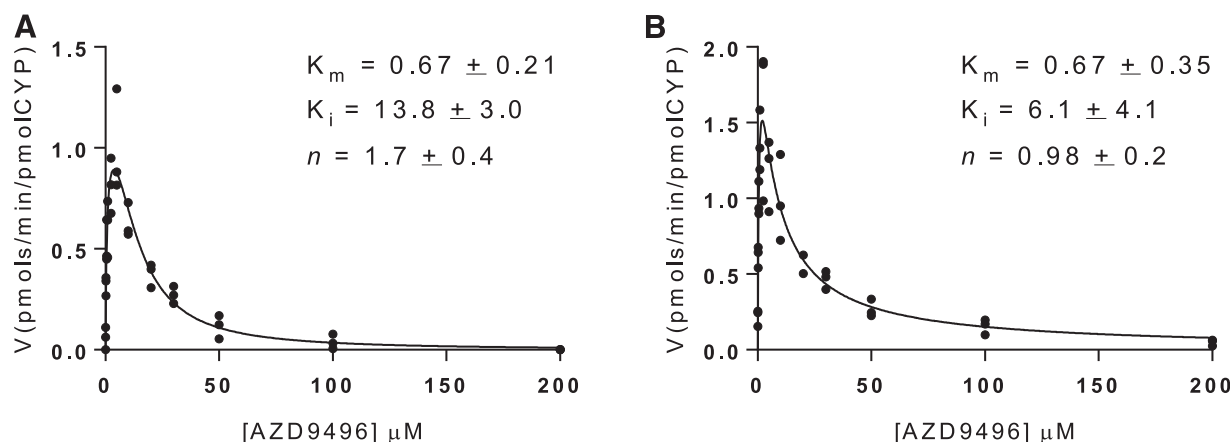 A
V(pmols/min/pmolCYP)
1.5
1.0
0.5
0.0
K_m = 0.67 ± 0.21
K_i = 13.8 ± 3.0
n = 1.7 ± 0.4
0 50 100 150 200
[AZD9496] μM
B
V(pmols/min/pmolCYP)
2.0
1.5
1.0
0.5
0.0
K_m = 0.67 ± 0.35
K_i = 6.1 ± 4.1
n = 0.98 ± 0.2
0 50 100 150 200
[AZD9496] μM